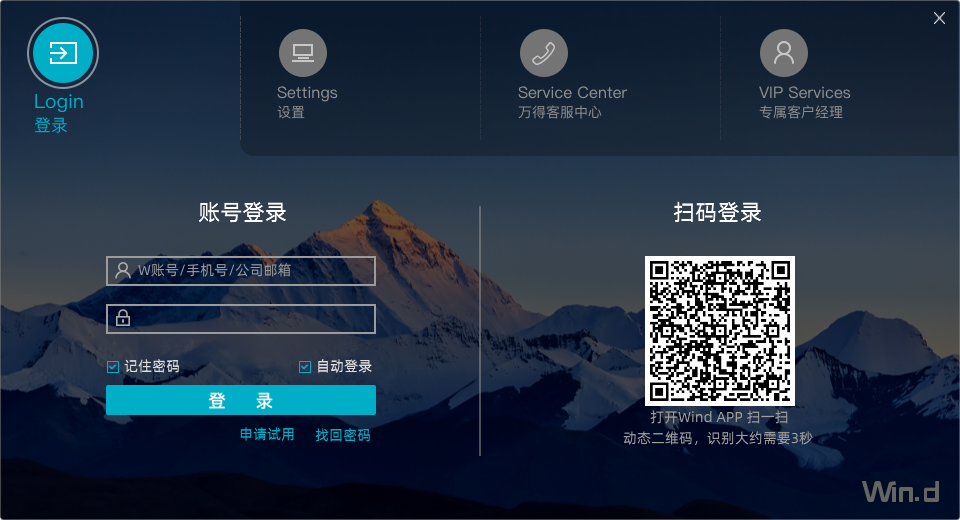 Login
登录
Settings
设置
Service Center
万得客服中心
VIP Services
专属客户经理
账号登录
W账号/手机号/公司邮箱
记住密码
自动登录
登 录
申请试用
找回密码
扫码登录
打开Wind APP 扫一扫
动态二维码，识别大约需要3秒
Win.d